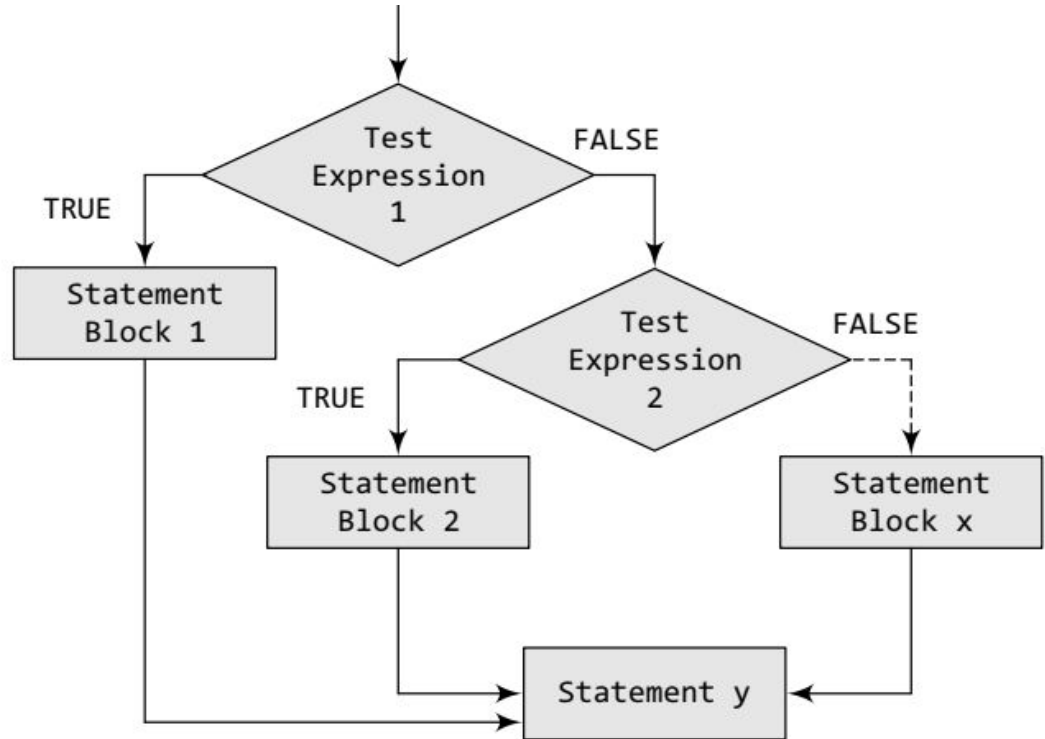 Test
Expression
1
FALSE
TRUE
Statement
Block 1
Test
Expression
2
FALSE
TRUE
Statement
Block 2
Statement
Block x
Statement y